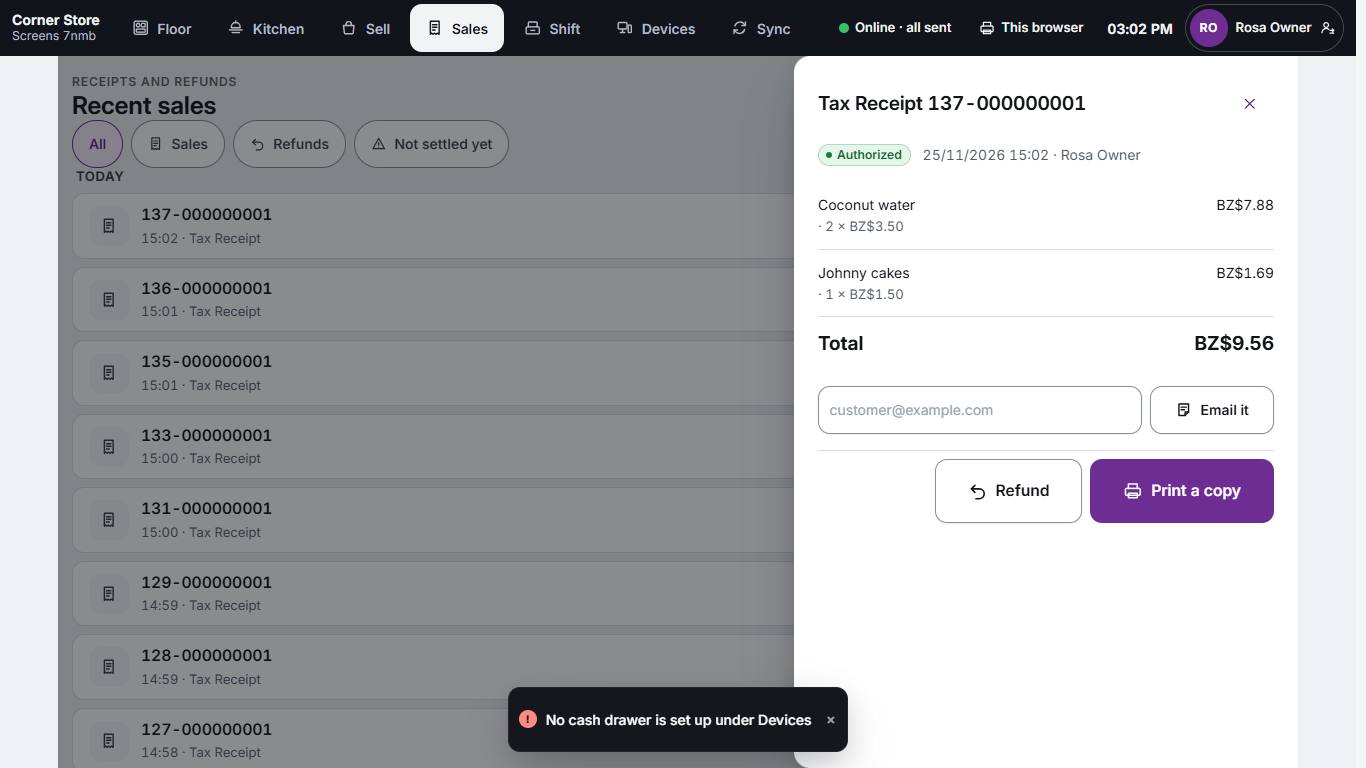 Corner Store
Screens 7nmb
Floor
Kitchen
Sell
Sales
Shift
Devices
Sync
Online · all sent
This browser
03:02 PM
RO
Rosa Owner
RECEIPTS AND REFUNDS
Recent sales
All
Sales
Refunds
Not settled yet
TODAY
137-000000001
15:02 · Tax Receipt
136-000000001
15:01 · Tax Receipt
135-000000001
15:01 · Tax Receipt
133-000000001
15:00 · Tax Receipt
131-000000001
15:00 · Tax Receipt
129-000000001
14:59 · Tax Receipt
128-000000001
14:59 · Tax Receipt
127-000000001
14:58 · Tax Receipt
Tax Receipt 137-000000001
Authorized
25/11/2026 15:02 · Rosa Owner
Coconut water BZ$7.88
· 2 × BZ$3.50
Johnny cakes BZ$1.69
· 1 × BZ$1.50
Total BZ$9.56
customer@example.com
Email it
Refund
Print a copy
No cash drawer is set up under Devices